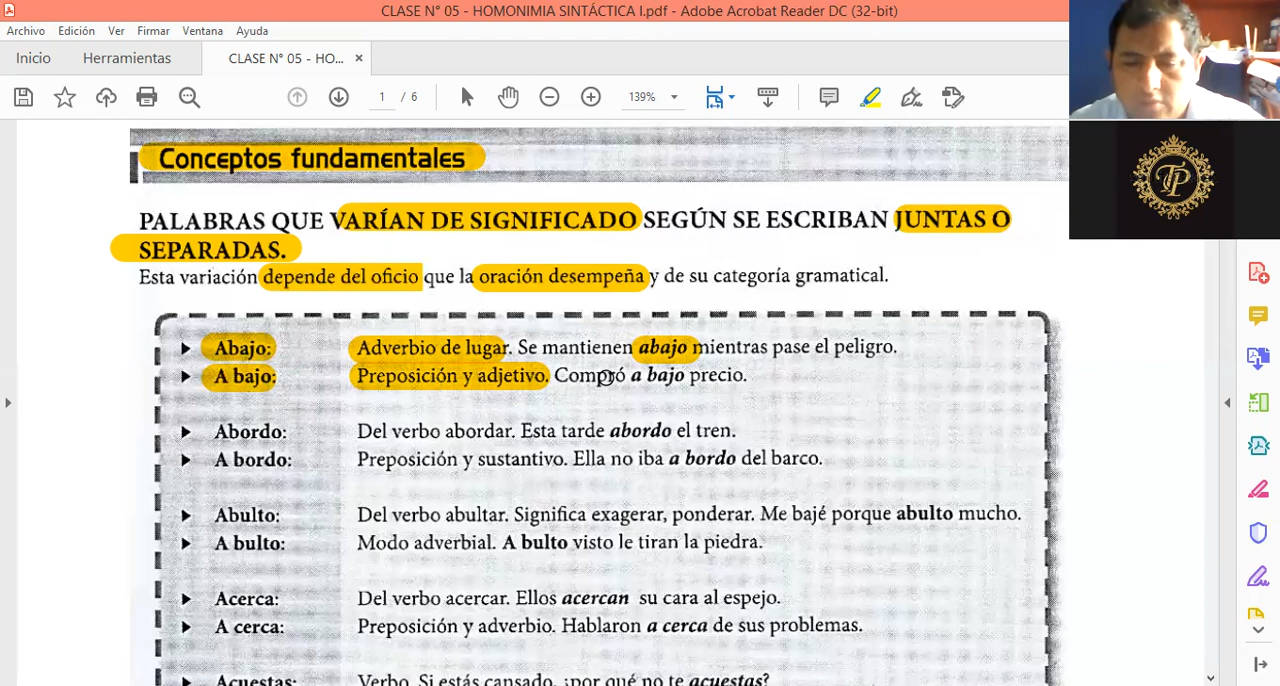 CLASE N° 05 - HOMONIMIA SINTÁCTICA I.pdf - Adobe Acrobat Reader DC (32-bit)
Archivo Edición Ver Firmar Ventana Ayuda
Inicio Herramientas CLASE N° 05 - HO... ×
1 / 6 139%
TP
Conceptos fundamentales
PALABRAS QUE VARÍAN DE SIGNIFICADO SEGÚN SE ESCRIBAN JUNTAS O
SEPARADAS.
Esta variación depende del oficio que la oración desempeña y de su categoría gramatical.
Abajo: Adverbio de lugar. Se mantienen abajo mientras pase el peligro.
A bajo: Preposición y adjetivo. Compró a bajo precio.
Abordo: Del verbo abordar. Esta tarde abordo el tren.
A bordo: Preposición y sustantivo. Ella no iba a bordo del barco.
Abulto: Del verbo abultar. Significa exagerar, ponderar. Me bajé porque abulto mucho.
A bulto: Modo adverbial. A bulto visto le tiran la piedra.
Acerca: Del verbo acercar. Ellos acercan su cara al espejo.
A cerca: Preposición y adverbio. Hablaron a cerca de sus problemas.
Acuestas: Verbo. Si estás cansado, ¿por qué no te acuestas?